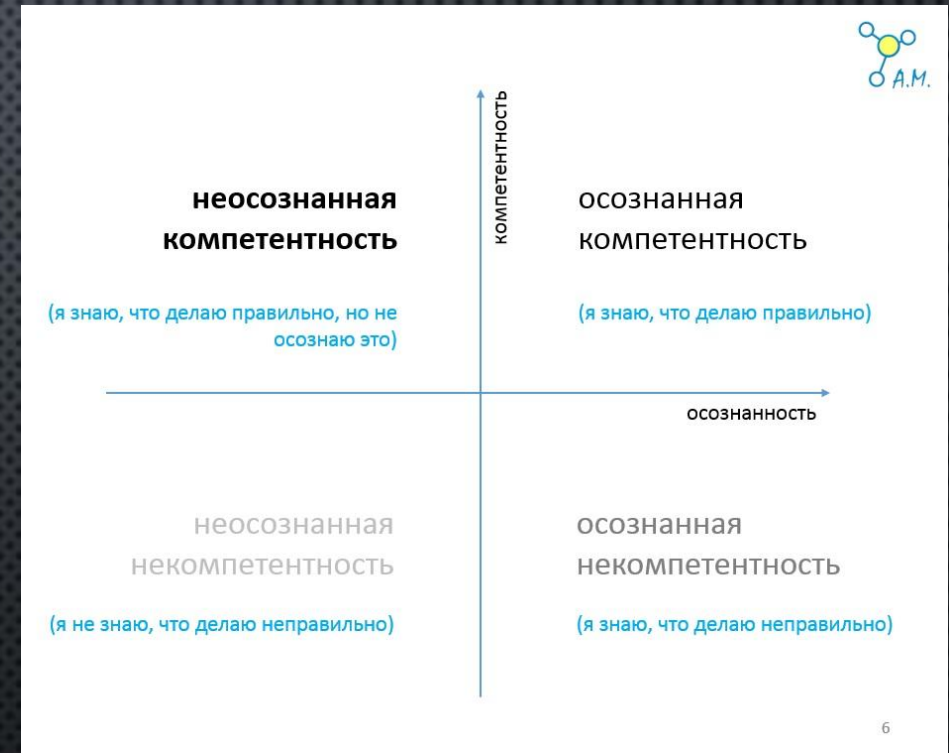 А.М.
компетентность
неосознанная
компетентность
(я знаю, что делаю правильно, но не
осознаю это)
осознанная
компетентность
(я знаю, что делаю правильно)
осознанность
неосознанная
некомпетентность
(я не знаю, что делаю неправильно)
осознанная
некомпетентность
(я знаю, что делаю неправильно)
6